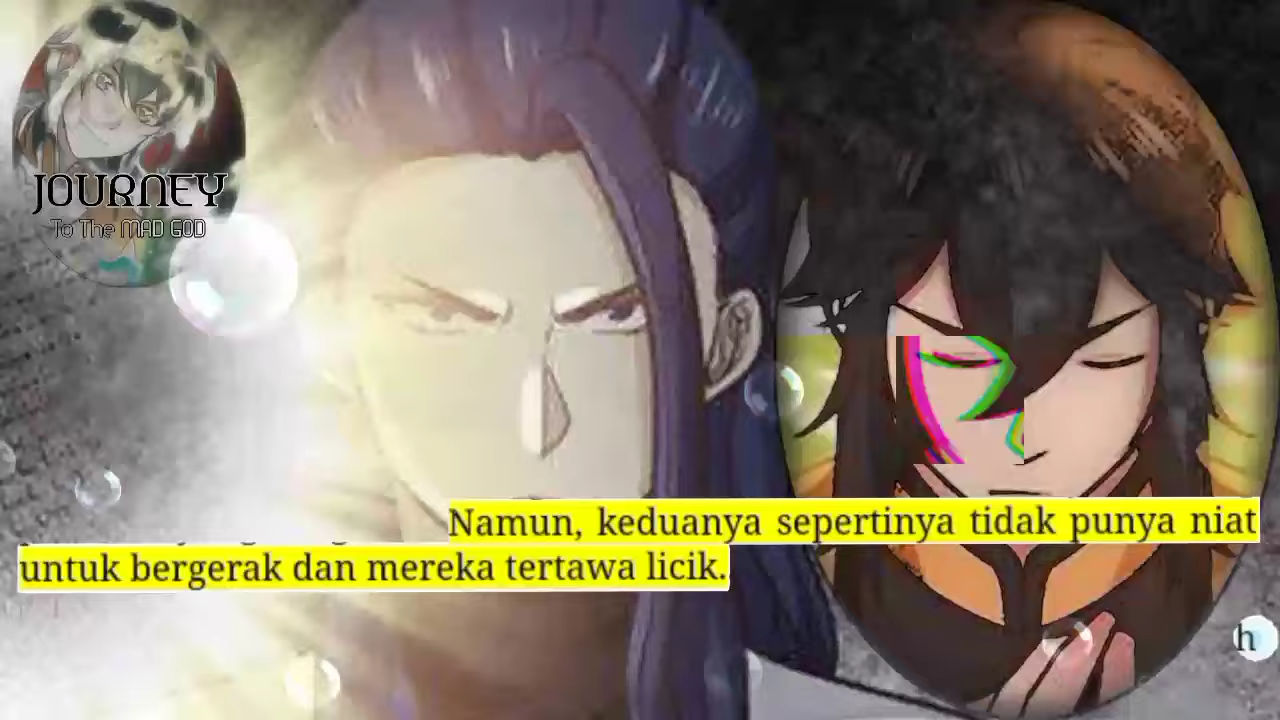 JOURNEY
To The MAD GOD
Namun, keduanya sepertinya tidak punya niat
untuk bergerak dan mereka tertawa licik.
h